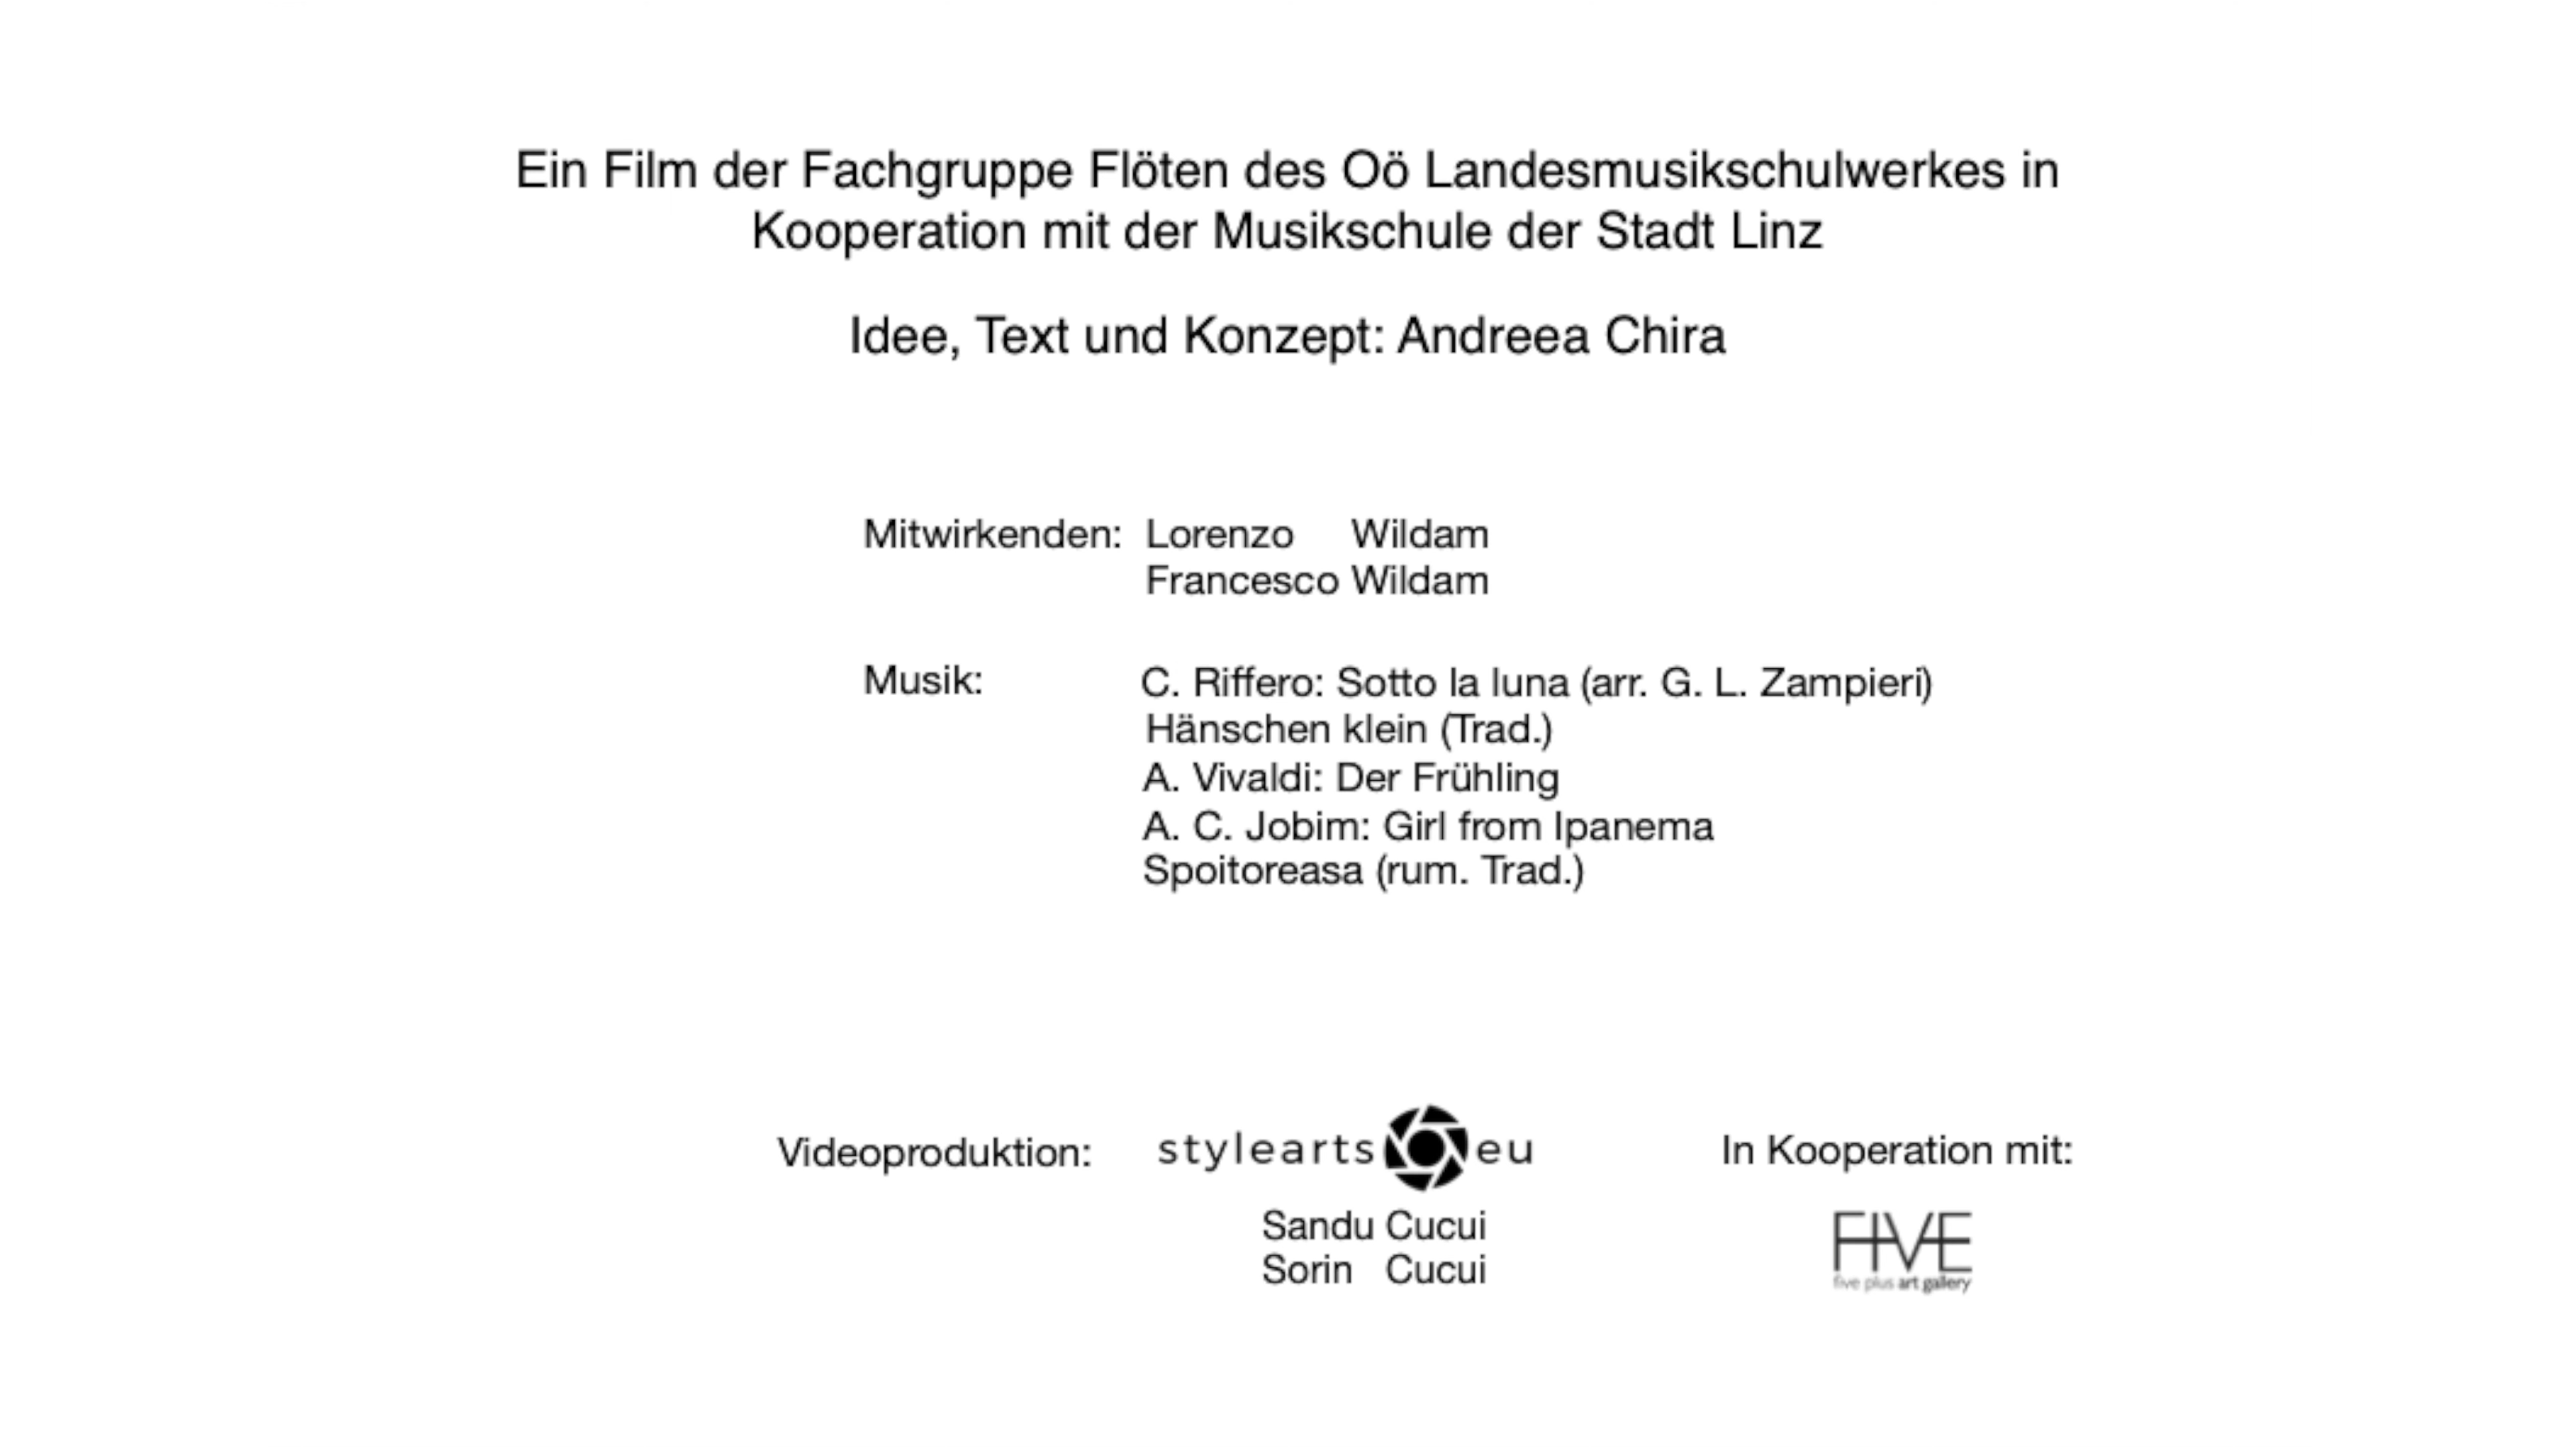 Ein Film der Fachgruppe Flöten des Oö Landesmusikschulwerkes in
Kooperation mit der Musikschule der Stadt Linz
Idee, Text und Konzept: Andreea Chira
Mitwirkenden: Lorenzo Wildam
Francesco Wildam
Musik: C. Riffero: Sotto la luna (arr. G. L. Zampieri)
Hänschen klein (Trad.)
A. Vivaldi: Der Frühling
A. C. Jobim: Girl from Ipanema
Spoitoreasa (rum. Trad.)
Videoproduktion: stylearts eu
Sandu Cucui
Sorin Cucui
In Kooperation mit:
FIVE
five plus art gallery